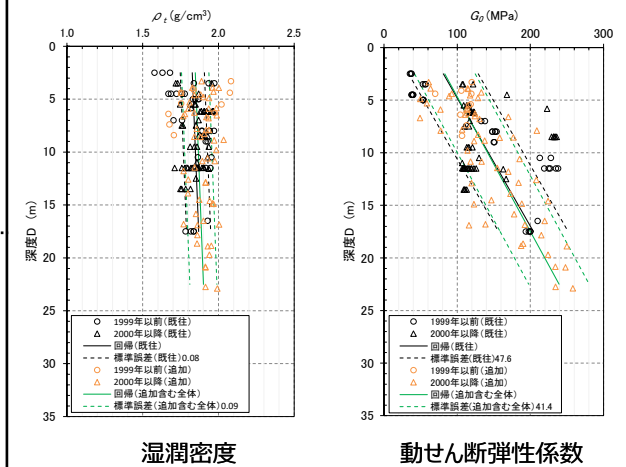 ρt (g/cm³)
1.0 1.5 2.0 2.5
0
5
10
15
20
25
30
35
深度D (m)
○ 1999年以前(既往)
△ 2000年以降(既往)
回帰(既往)
標準誤差(既往)0.08
○ 1999年以前(追加)
△ 2000年以降(追加)
回帰(追加含む全体)
標準誤差(追加含む全体)0.09
湿潤密度
G0 (MPa)
0 100 200 300
0
5
10
15
20
25
30
35
深度D (m)
○ 1999年以前(既往)
△ 2000年以降(既往)
回帰(既往)
標準誤差(既往)47.6
○ 1999年以前(追加)
△ 2000年以降(追加)
回帰(追加含む全体)
標準誤差(追加含む全体)41.4
動せん断弾性係数